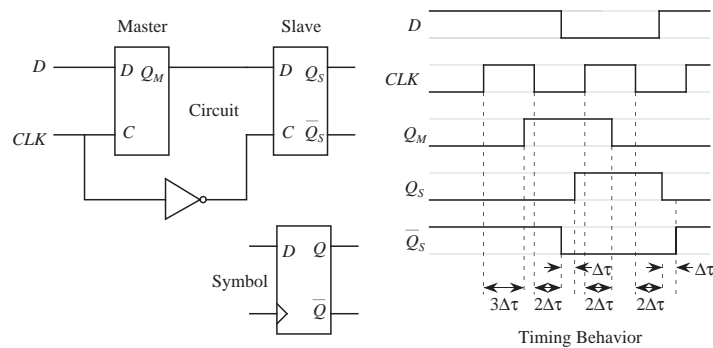 Master
Slave
D
D Q_M
D Q_S
Circuit
CLK
C
C Q̅_S
Symbol
D Q
Q̅
D
CLK
Q_M
Q_S
Q̅_S
Δτ
Δτ
3Δτ
2Δτ
2Δτ
2Δτ
Timing Behavior